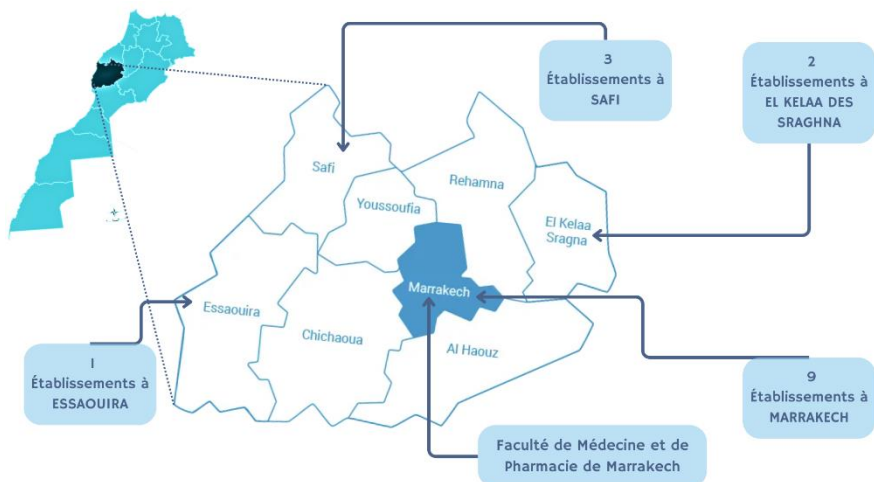 3
Établissements à
SAFI
2
Établissements à
EL KELAA DES
SRAGHNA
Safi
Rehamna
Youssoufia
El Kelaa
Sragna
Marrakech
Essaouira
Chichaoua
Al Haouz
1
Établissements à
ESSAOUIRA
9
Établissements à
MARRAKECH
Faculté de Médecine et de
Pharmacie de Marrakech